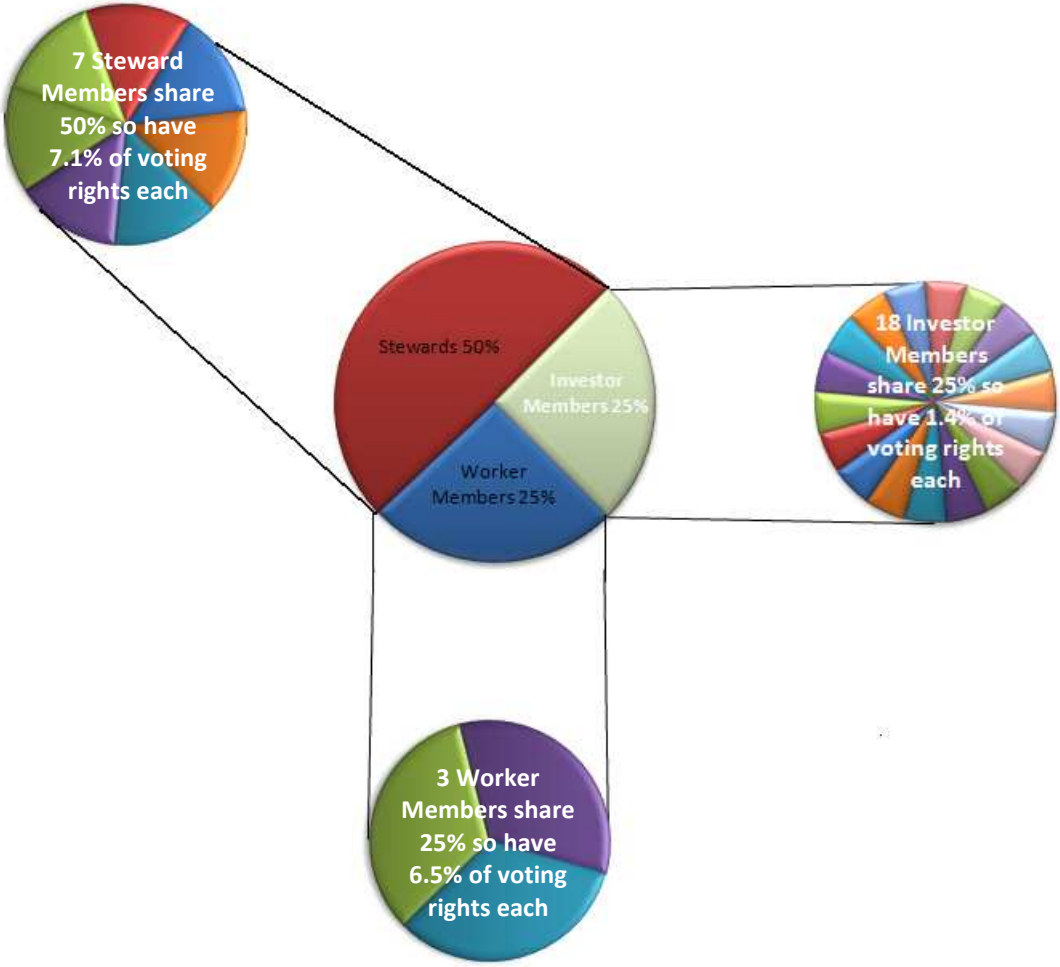 7 Steward
Members share
50% so have
7.1% of voting
rights each
Stewards 50%
Investor
Members 25%
Worker
Members 25%
18 Investor
Members
share 25% so
have 1.4% of
voting rights
each
3 Worker
Members share
25% so have
6.5% of voting
rights each